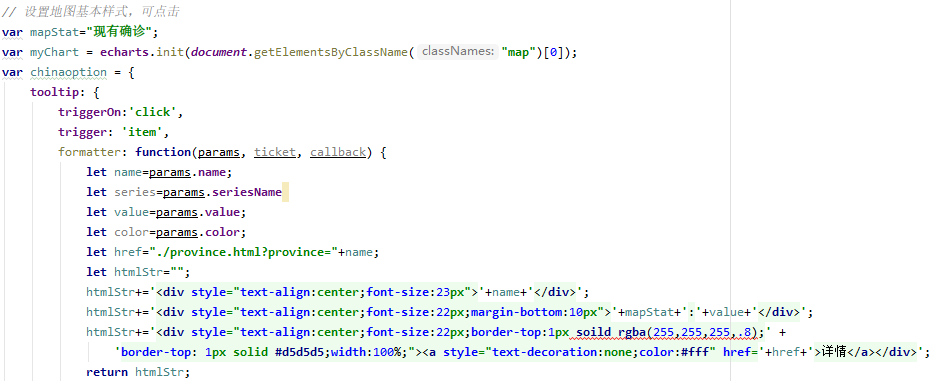 // 设置地图基本样式，可点击
var mapStat="现有确诊";
var myChart = echarts.init(document.getElementsByClassName( classNames: "map")[0]);
var chinaoption = {
    tooltip: {
        triggerOn:'click',
        trigger: 'item',
        formatter: function(params, ticket, callback) {
            let name=params.name;
            let series=params.seriesName
            let value=params.value;
            let color=params.color;
            let href="./province.html?province="+name;
            let htmlStr="";
            htmlStr+='<div style="text-align:center;font-size:23px">'+name+'</div>';
            htmlStr+='<div style="text-align:center;font-size:22px;margin-bottom:10px">'+mapStat+':'+value+'</div>';
            htmlStr+='<div style="text-align:center;font-size:22px;border-top:1px soild rgba(255,255,255,.8);' +
                'border-top: 1px solid #d5d5d5;width:100%;"><a style="text-decoration:none;color:#fff" href='+href+'>详情</a></div>';
            return htmlStr;